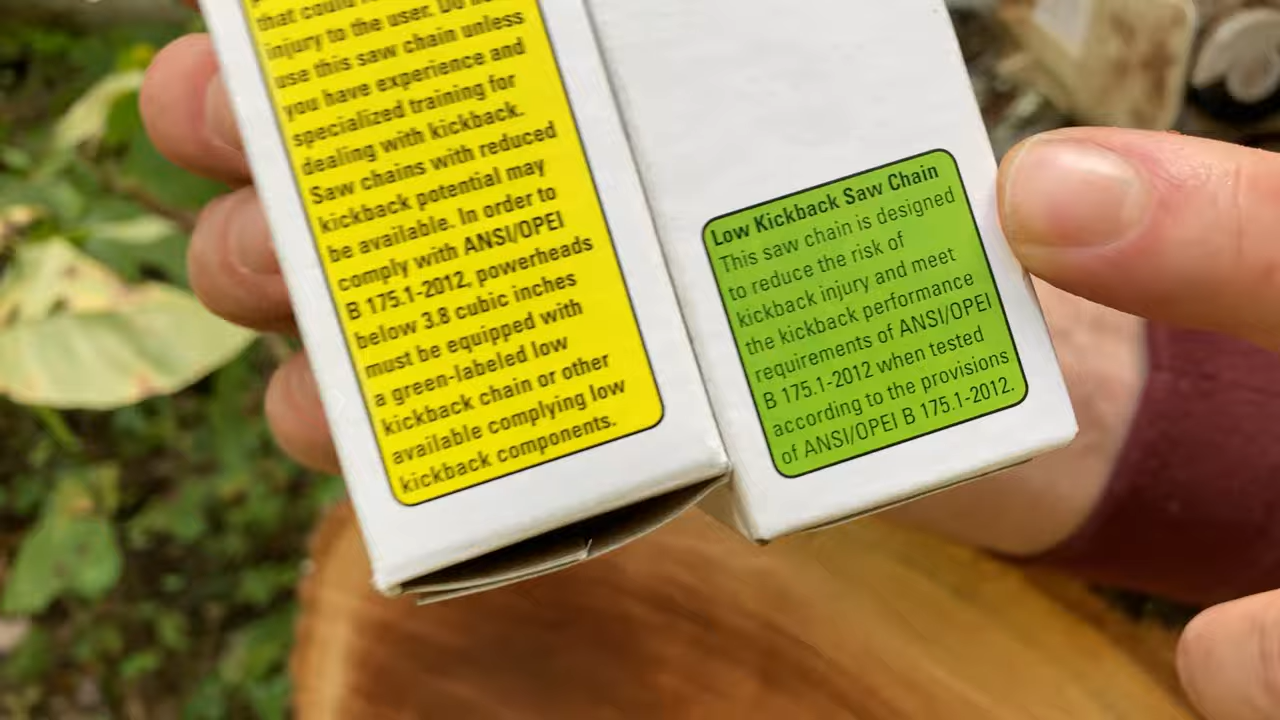 that could
injury to the user. Do
use this saw chain unless
you have experience and
specialized training for
dealing with kickback.
Saw chains with reduced
kickback potential may
be available. In order to
comply with ANSI/OPEI
B 175.1-2012, powerheads
below 3.8 cubic inches
must be equipped with
a green-labeled low
kickback chain or other
available complying low
kickback components.
Low Kickback Saw Chain
This saw chain is designed
to reduce the risk of
kickback injury and meet
the kickback performance
requirements of ANSI/OPEI
B 175.1-2012 when tested
according to the provisions
of ANSI/OPEI B 175.1-2012.